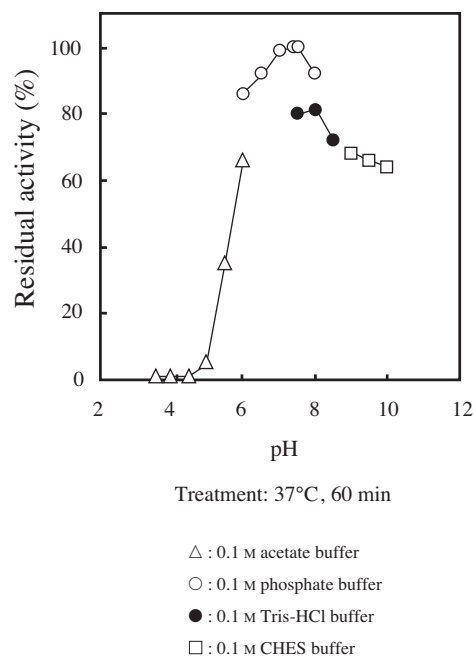 Residual activity (%)
100
80
60
40
20
0
2 4 6 8 10 12
pH
Treatment: 37°C, 60 min
△ : 0.1 M acetate buffer
○ : 0.1 M phosphate buffer
● : 0.1 M Tris-HCl buffer
□ : 0.1 M CHES buffer